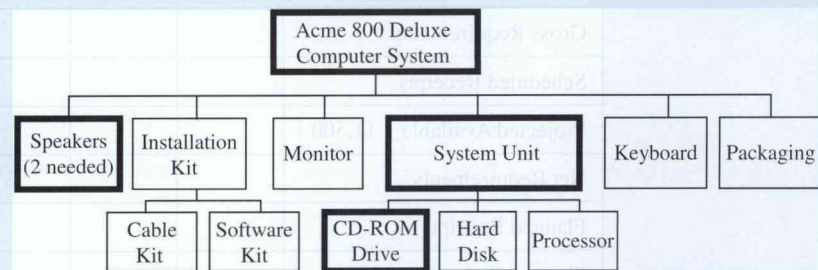 Acme 800 Deluxe
Computer System
Speakers
(2 needed)
Installation
Kit
Monitor
System Unit
Keyboard
Packaging
Cable
Kit
Software
Kit
CD-ROM
Drive
Hard
Disk
Processor